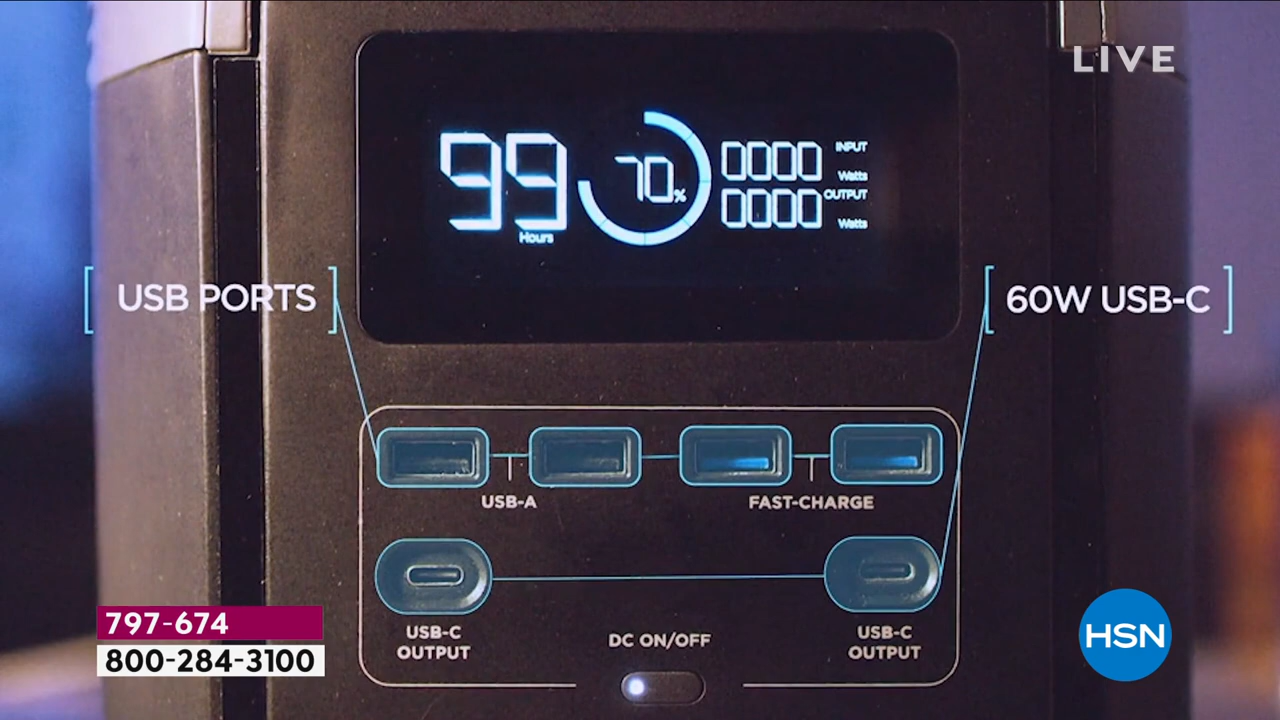 LIVE
99
Hours
70%
0000 INPUT
Watts
0000 OUTPUT
Watts
USB PORTS
60W USB-C
USB-A
FAST-CHARGE
USB-C
OUTPUT
DC ON/OFF
USB-C
OUTPUT
797-674
800-284-3100
HSN